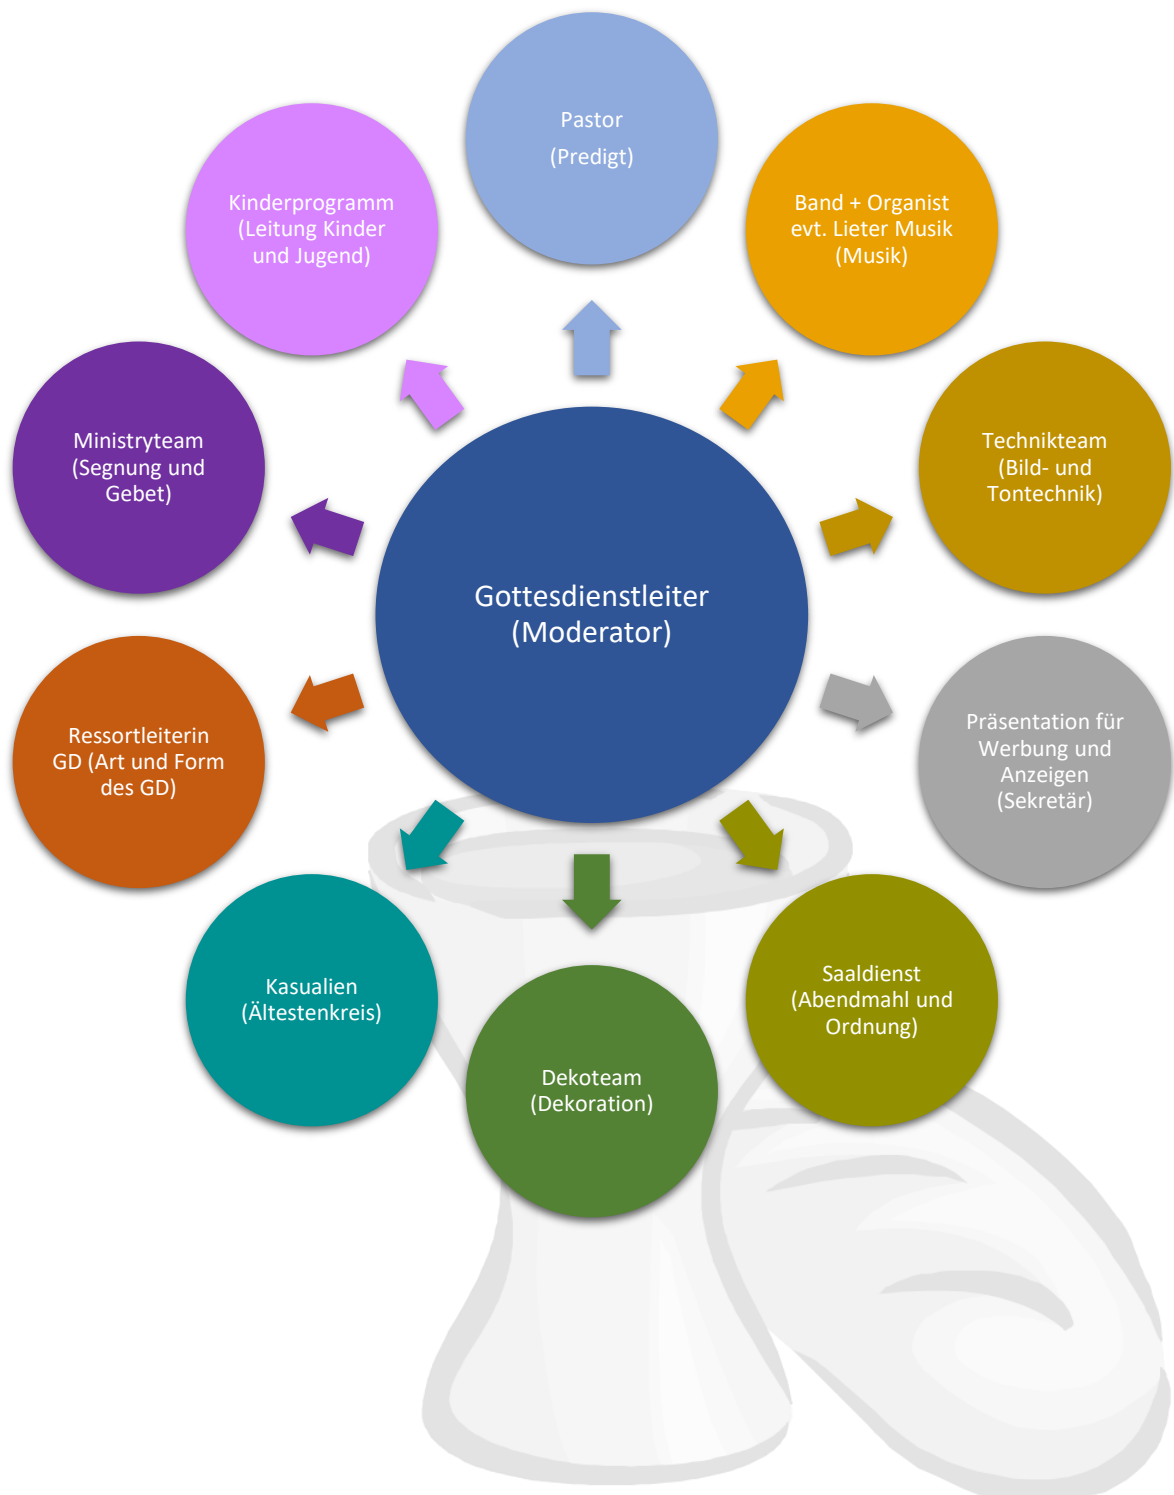 Pastor
(Predigt)
Band + Organist
evt. Lieter Musik
(Musik)
Technikteam
(Bild- und
Tontechnik)
Präsentation für
Werbung und
Anzeigen
(Sekretär)
Saaldienst
(Abendmahl und
Ordnung)
Dekoteam
(Dekoration)
Kasualien
(Ältestenkreis)
Ressortleiterin
GD (Art und Form
des GD)
Ministryteam
(Segnung und
Gebet)
Kinderprogramm
(Leitung Kinder
und Jugend)
Gottesdienstleiter
(Moderator)